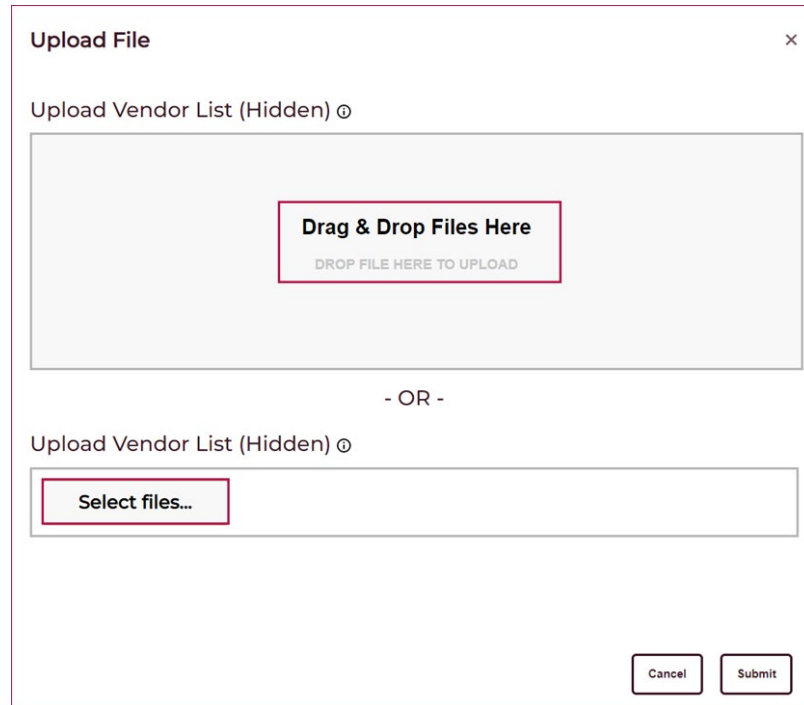 Upload File
Upload Vendor List (Hidden)
Drag & Drop Files Here
DROP FILE HERE TO UPLOAD
- OR -
Upload Vendor List (Hidden)
Select files...
Cancel Submit